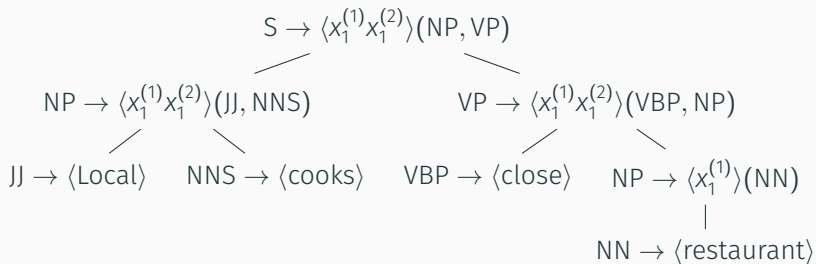 S → ⟨x₁⁽¹⁾x₁⁽²⁾⟩(NP, VP)
NP → ⟨x₁⁽¹⁾x₁⁽²⁾⟩(JJ, NNS) VP → ⟨x₁⁽¹⁾x₁⁽²⁾⟩(VBP, NP)
JJ → ⟨Local⟩ NNS → ⟨cooks⟩ VBP → ⟨close⟩ NP → ⟨x₁⁽¹⁾⟩(NN)
NN → ⟨restaurant⟩